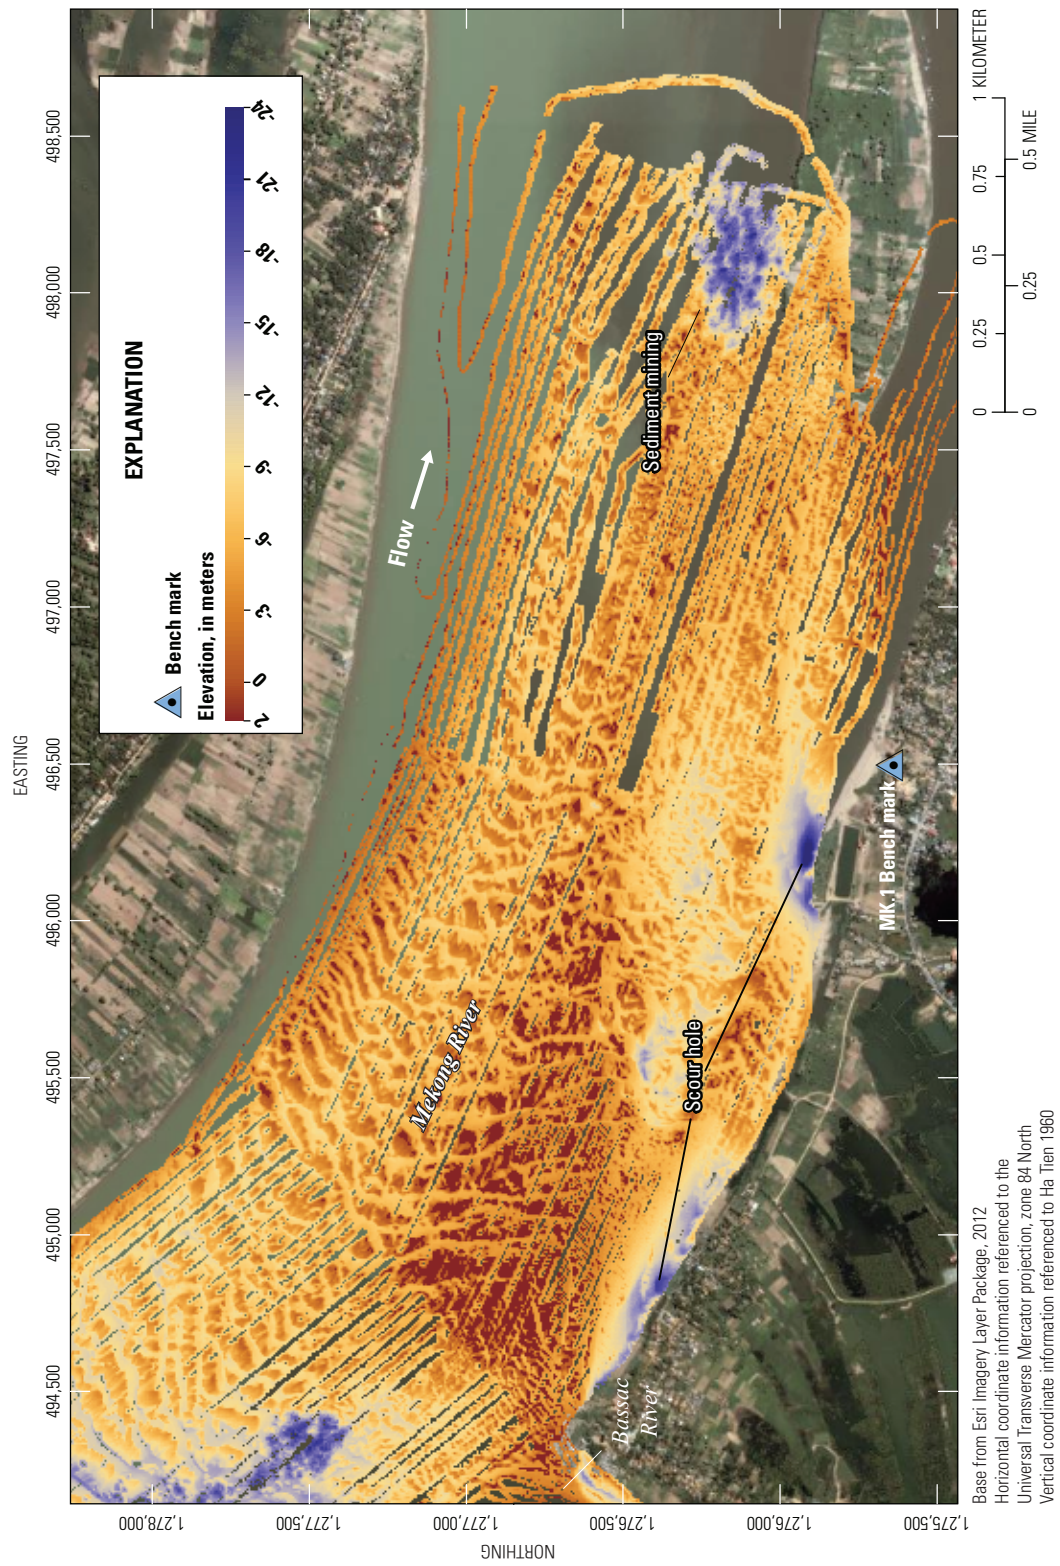 EASTING
494,500
495,000
495,500
496,000
496,500
497,000
497,500
498,000
498,500
NORTHING
1,278,000
1,277,500
1,277,000
1,276,500
1,276,000
1,275,500
EXPLANATION
Bench mark
Elevation, in meters
2
0
-3
-6
-9
-12
-15
-18
-21
-24
Flow
Mekong River
Sediment mining
Scour hole
MK.1 Bench mark
Bassac
River
0 0.25 0.5 0.75 1 KILOMETER
0 0.25 0.5 MILE
Base from Esri Imagery Layer Package, 2012
Horizontal coordinate information referenced to the
Universal Transverse Mercator projection, zone 84 North
Vertical coordinate information referenced to Ha Tien 1960